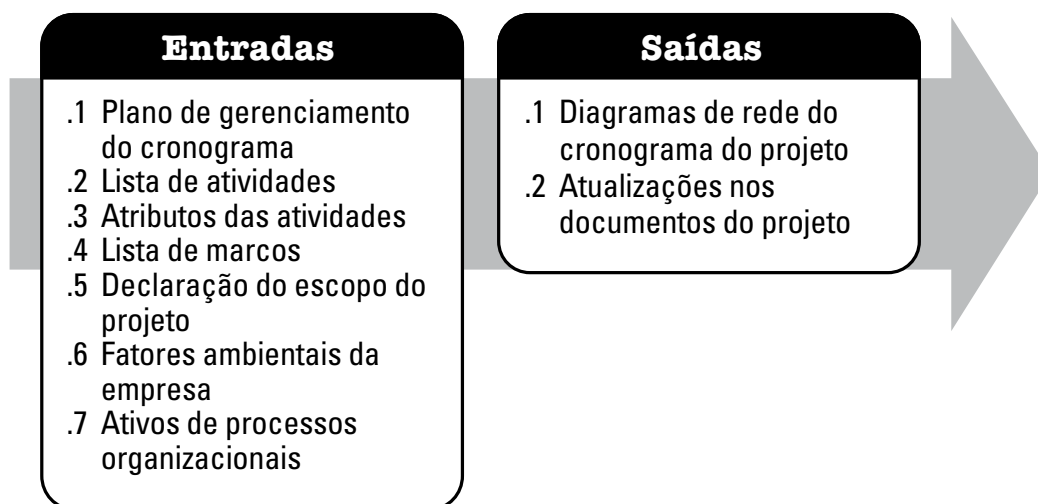 Entradas
.1 Plano de gerenciamento
do cronograma
.2 Lista de atividades
.3 Atributos das atividades
.4 Lista de marcos
.5 Declaração do escopo do
projeto
.6 Fatores ambientais da
empresa
.7 Ativos de processos
organizacionais
Saídas
.1 Diagramas de rede do
cronograma do projeto
.2 Atualizações nos
documentos do projeto